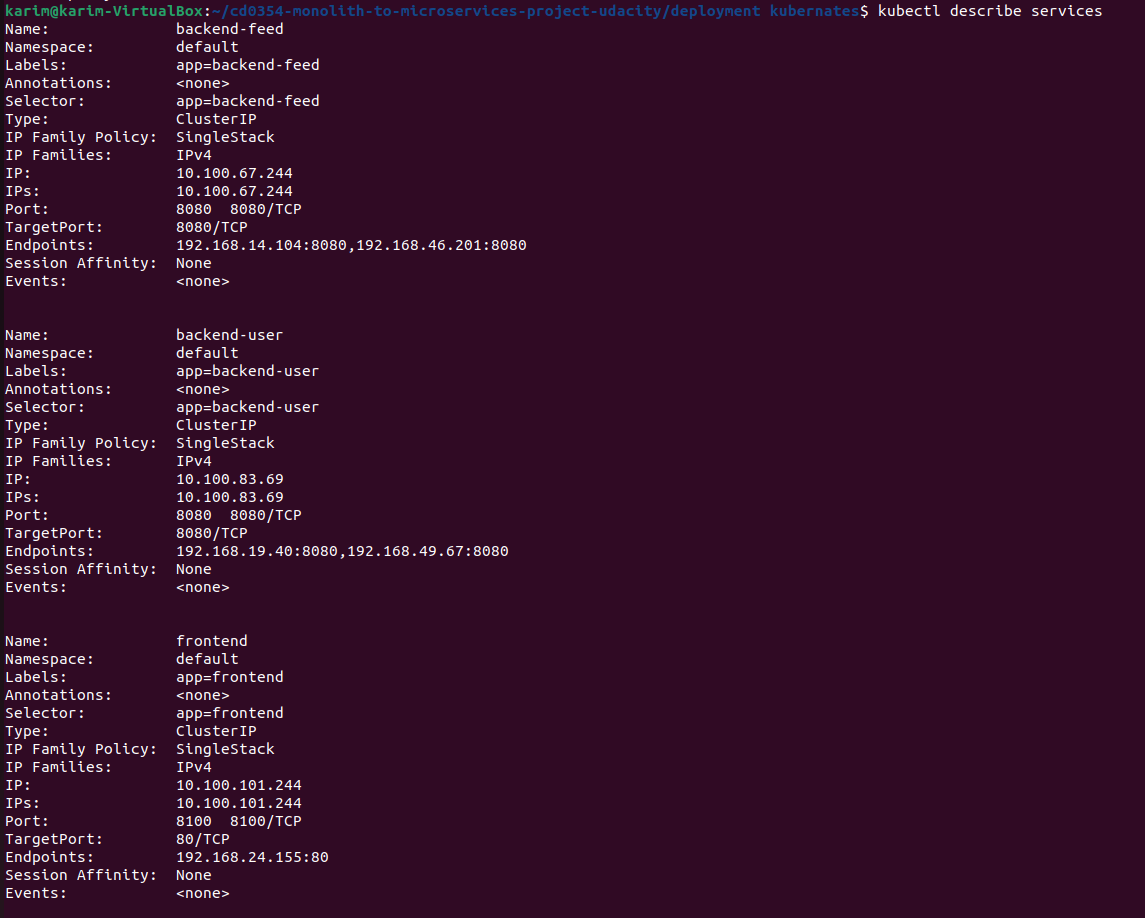 karim@karim-VirtualBox:~/cd0354-monolith-to-microservices-project-udacity/deployment kubernates$ kubectl describe services
Name:              backend-feed
Namespace:         default
Labels:            app=backend-feed
Annotations:       <none>
Selector:          app=backend-feed
Type:              ClusterIP
IP Family Policy:  SingleStack
IP Families:       IPv4
IP:                10.100.67.244
IPs:               10.100.67.244
Port:              8080  8080/TCP
TargetPort:        8080/TCP
Endpoints:         192.168.14.104:8080,192.168.46.201:8080
Session Affinity:  None
Events:            <none>
Name:              backend-user
Namespace:         default
Labels:            app=backend-user
Annotations:       <none>
Selector:          app=backend-user
Type:              ClusterIP
IP Family Policy:  SingleStack
IP Families:       IPv4
IP:                10.100.83.69
IPs:               10.100.83.69
Port:              8080  8080/TCP
TargetPort:        8080/TCP
Endpoints:         192.168.19.40:8080,192.168.49.67:8080
Session Affinity:  None
Events:            <none>
Name:              frontend
Namespace:         default
Labels:            app=frontend
Annotations:       <none>
Selector:          app=frontend
Type:              ClusterIP
IP Family Policy:  SingleStack
IP Families:       IPv4
IP:                10.100.101.244
IPs:               10.100.101.244
Port:              8100  8100/TCP
TargetPort:        80/TCP
Endpoints:         192.168.24.155:80
Session Affinity:  None
Events:            <none>